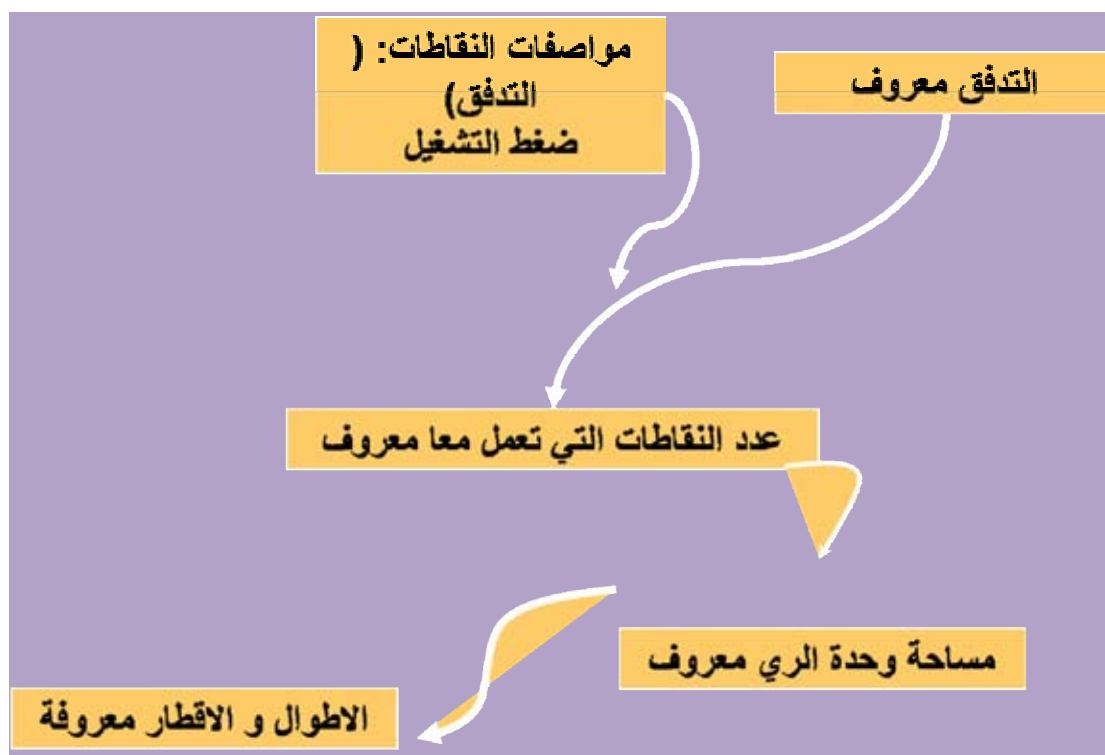 مواصفات النقاطات: (
التدفق)
ضغط التشغيل
التدفق معروف
عدد النقاطات التي تعمل معا معروف
مساحة وحدة الري معروف
الاطوال و الاقطار معروفة